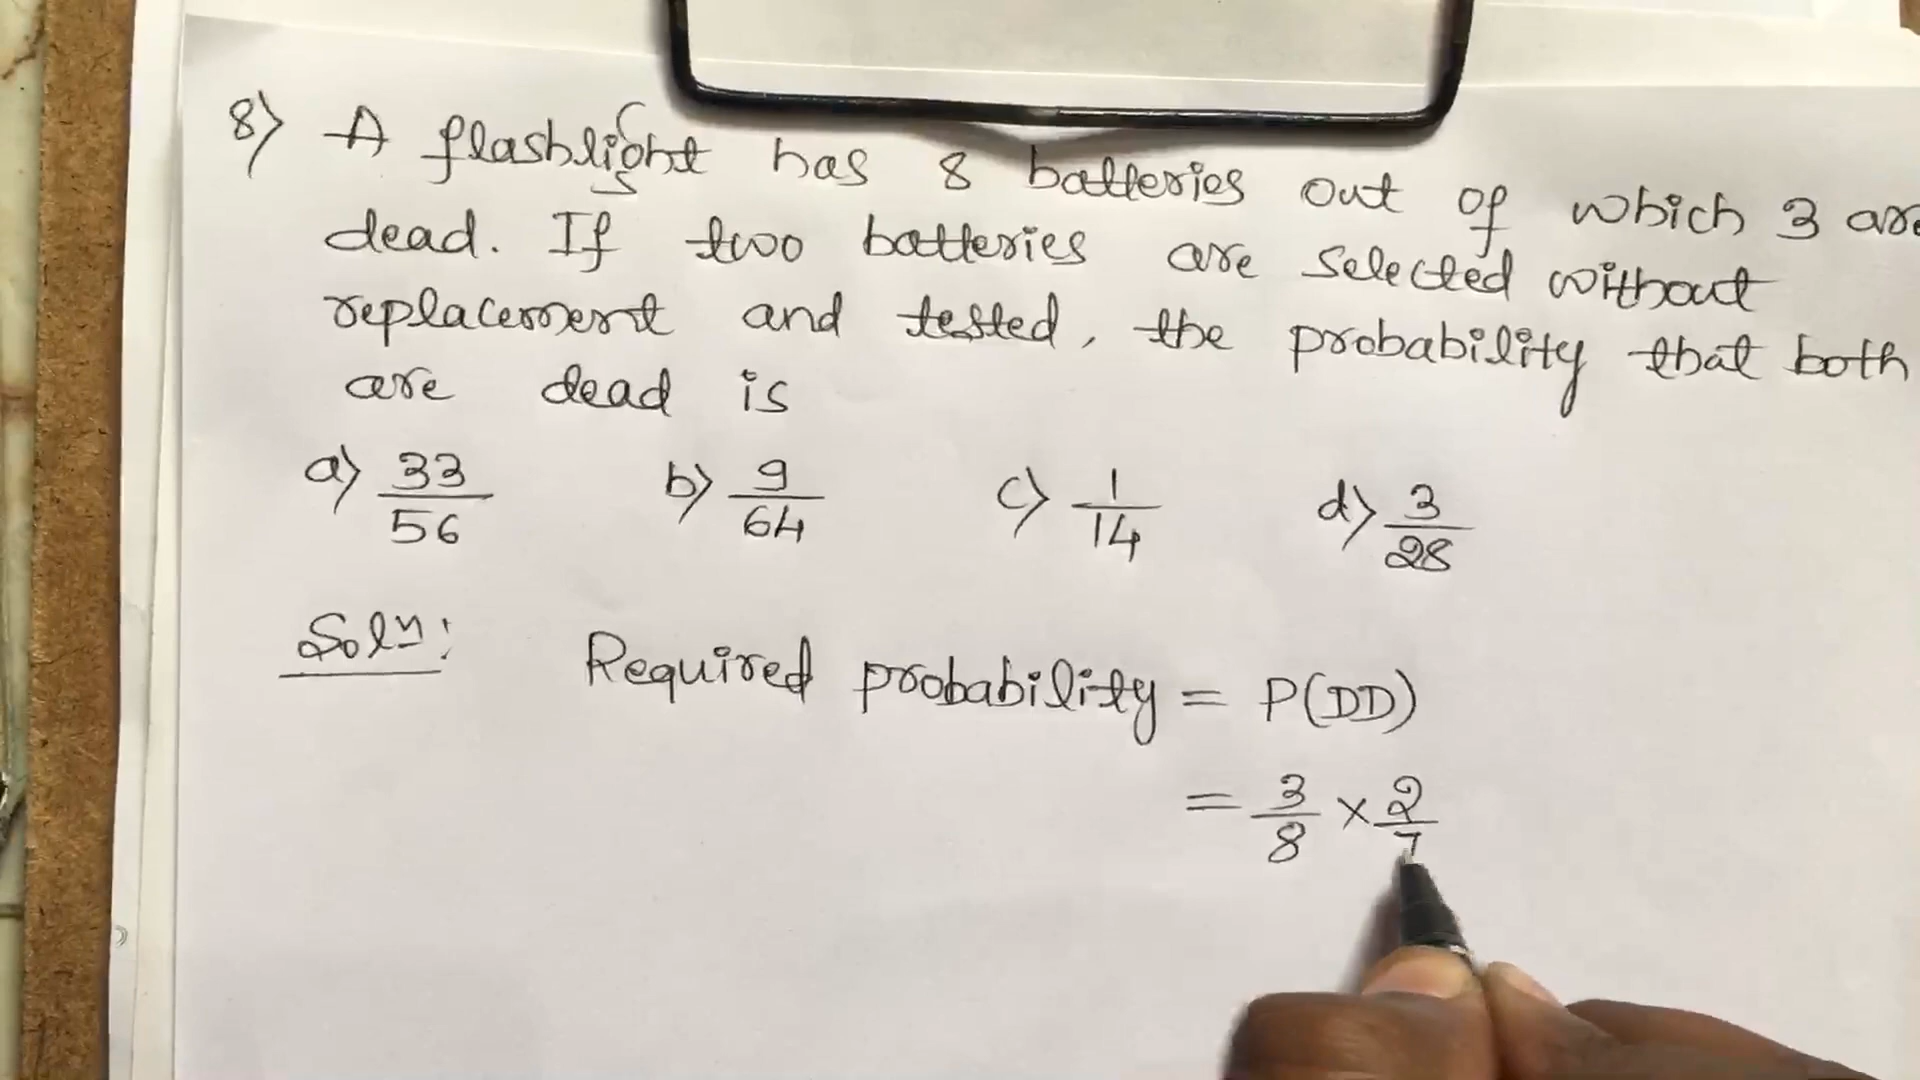 8) A flashlight has 8 batteries out of which 3 are
dead. If two batteries are selected without
replacement and tested, the probability that both
are dead is
a) 33/56 b) 9/64 c) 1/14 d) 3/28
Soln: Required probability = P(DD)
= 3/8 × 2/7